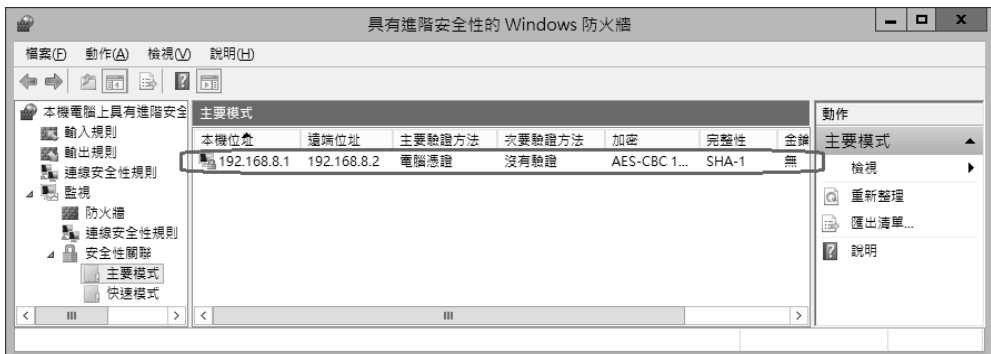 具有進階安全性的 Windows 防火牆
檔案(F) 動作(A) 檢視(V) 說明(H)
本機電腦上具有進階安全
輸入規則
輸出規則
連線安全性規則
監視
防火牆
連線安全性規則
安全性關聯
主要模式
快速模式
主要模式
本機位址 遠端位址 主要驗證方法 次要驗證方法 加密 完整性 金鑰
192.168.8.1 192.168.8.2 電腦憑證 沒有驗證 AES-CBC 1... SHA-1 無
動作
主要模式
檢視
重新整理
匯出清單...
說明